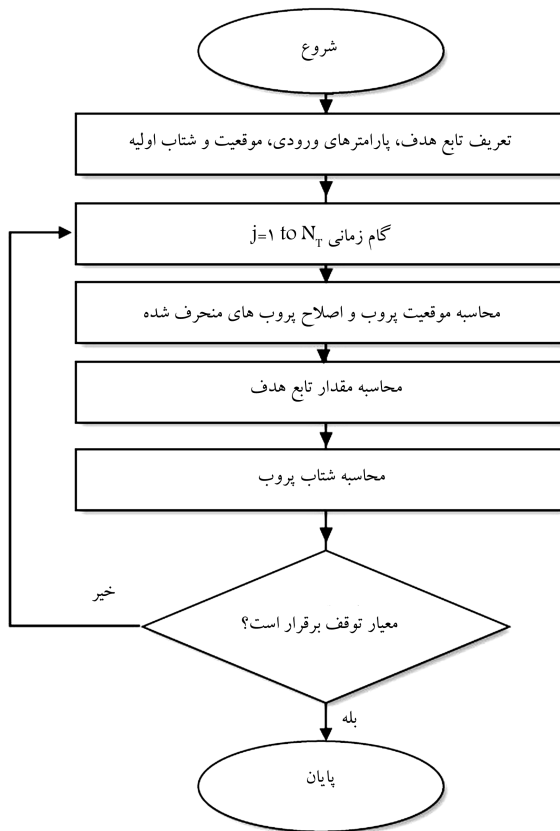 شروع
تعریف تابع هدف، پارامترهای ورودی، موقعیت و شتاب اولیه
گام زمانی j=۱ to N_T
محاسبه موقعیت پروب و اصلاح پروب های منحرف شده
محاسبه مقدار تابع هدف
محاسبه شتاب پروب
معیار توقف برقرار است؟
خیر
بله
پایان